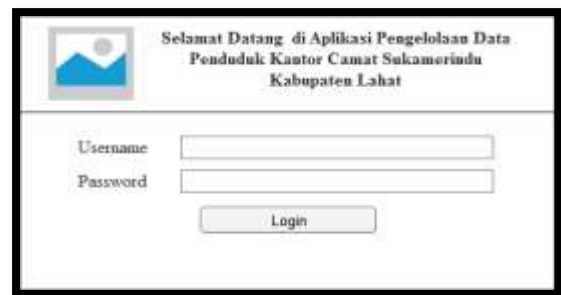 Selamat Datang di Aplikasi Pengelolaan Data
Penduduk Kantor Camat Sukamerindu
Kabupaten Lahat
Username
Password
Login